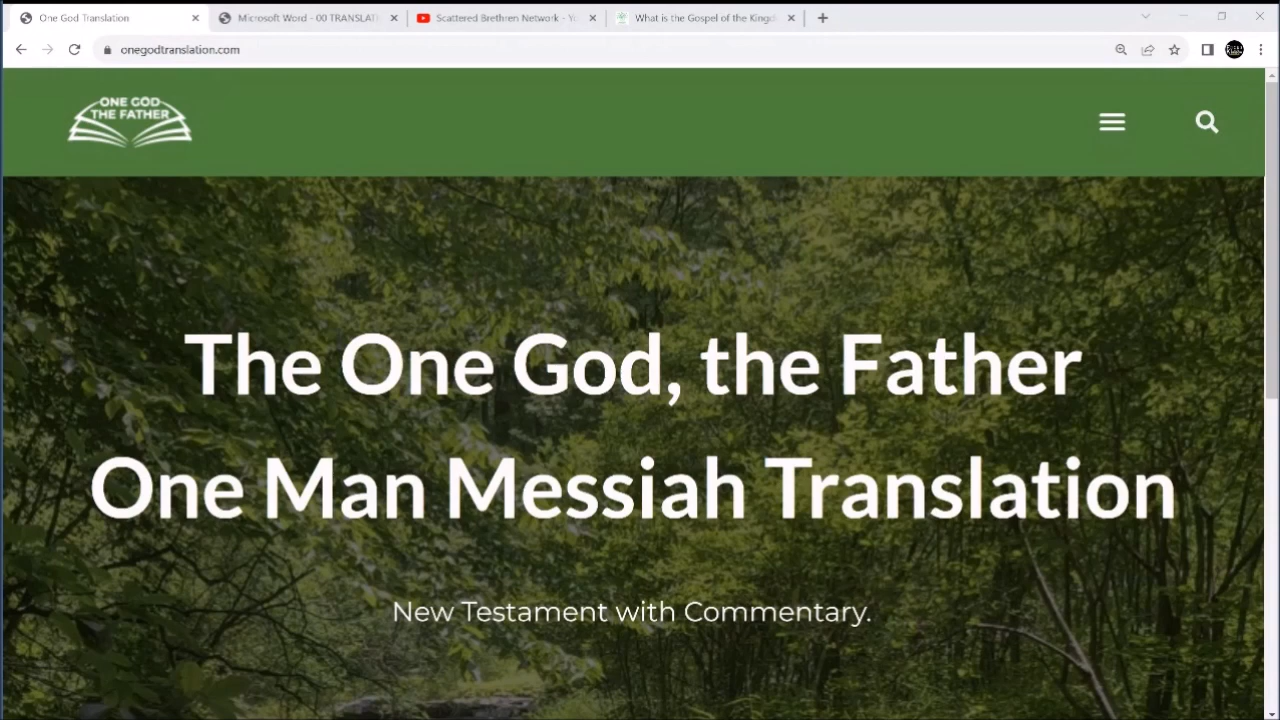 One God Translation
Microsoft Word - 00 TRANSLATI
Scattered Brethren Network - Y
What is the Gospel of the Kingd
onegodtranslation.com
ONE GOD
THE FATHER
The One God, the Father
One Man Messiah Translation
New Testament with Commentary.